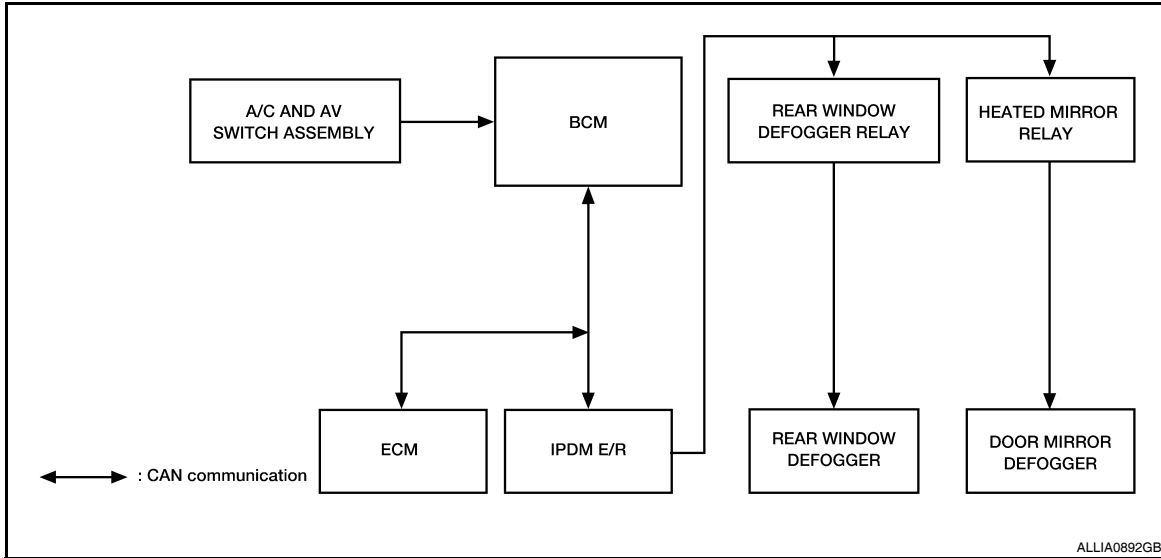 A/C AND AV
SWITCH ASSEMBLY
BCM
REAR WINDOW
DEFOGGER RELAY
HEATED MIRROR
RELAY
ECM
IPDM E/R
REAR WINDOW
DEFOGGER
DOOR MIRROR
DEFOGGER
: CAN communication
ALLIA0892GB